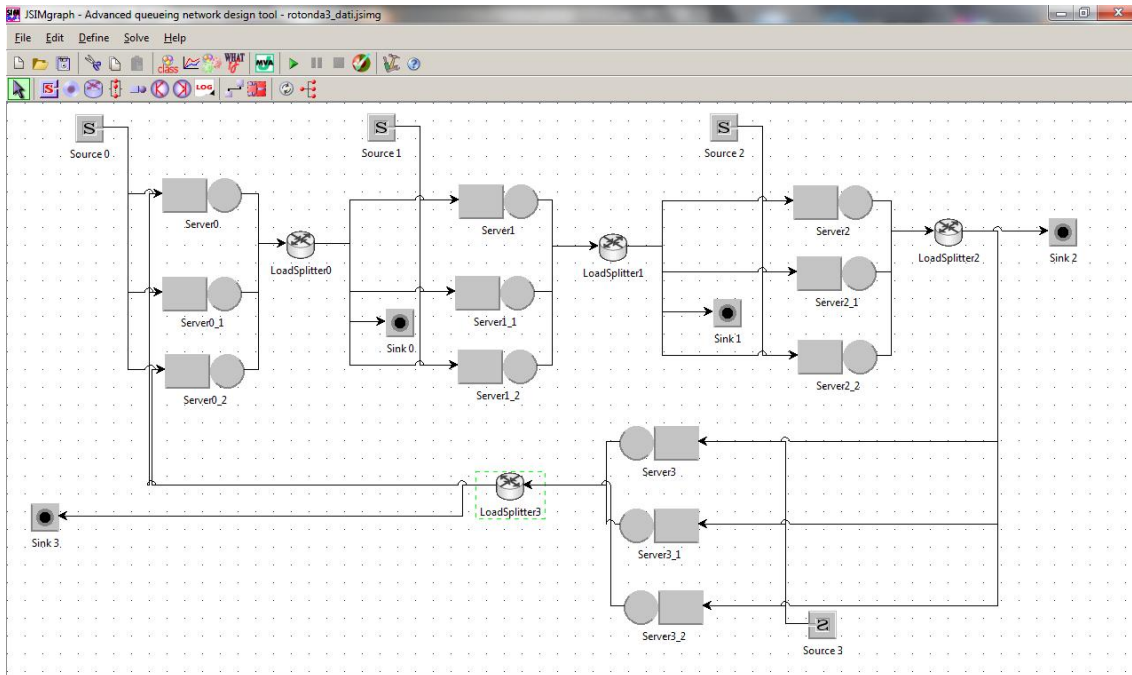 JSIMgraph - Advanced queueing network design tool - rotonda3_dati.jsimg
File Edit Define Solve Help
class WHAT IF MVA
S LOG
S S S
Source 0 Source 1 Source 2
Server0. Server1 Server2
LoadSplitter0 LoadSplitter1 LoadSplitter2 Sink 2
Server0_1 Server1_1 Server2_1
Sink 0. Sink 1
Server0_2 Server1_2 Server2_2
Server3
LoadSplitter3
Sink 3.
Server3_1
Server3_2
S
Source 3